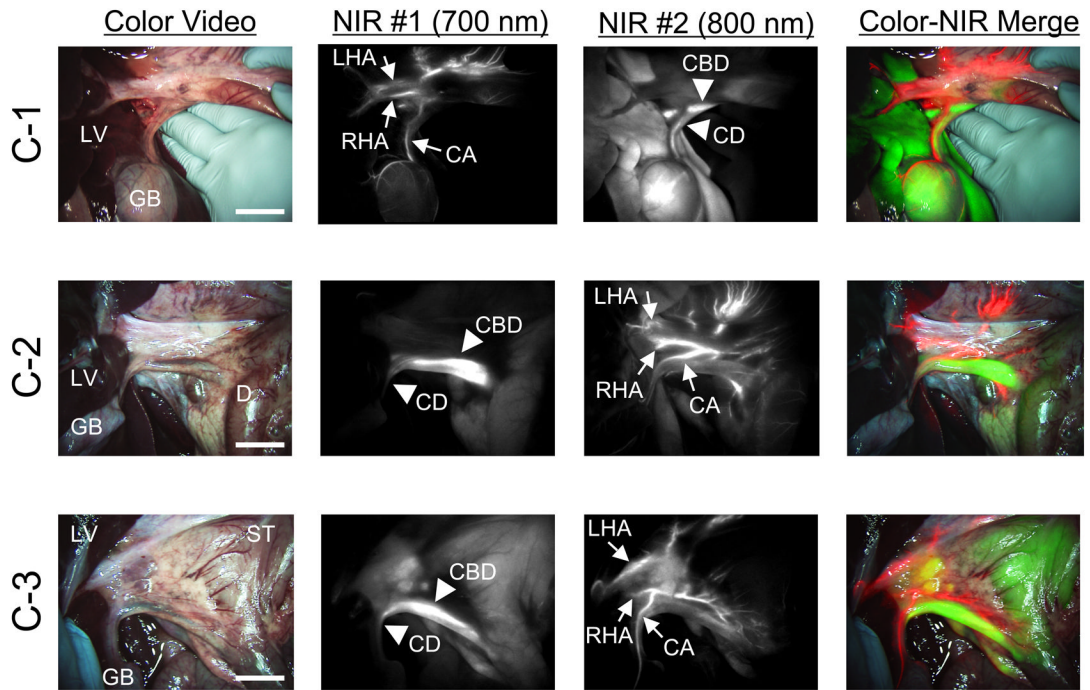 Color Video
NIR #1 (700 nm)
NIR #2 (800 nm)
Color-NIR Merge
C-1
LV
GB
LHA
RHA
CA
CBD
CD
C-2
LV
GB
D
CBD
CD
LHA
RHA
CA
C-3
LV
ST
GB
CBD
CD
LHA
RHA
CA